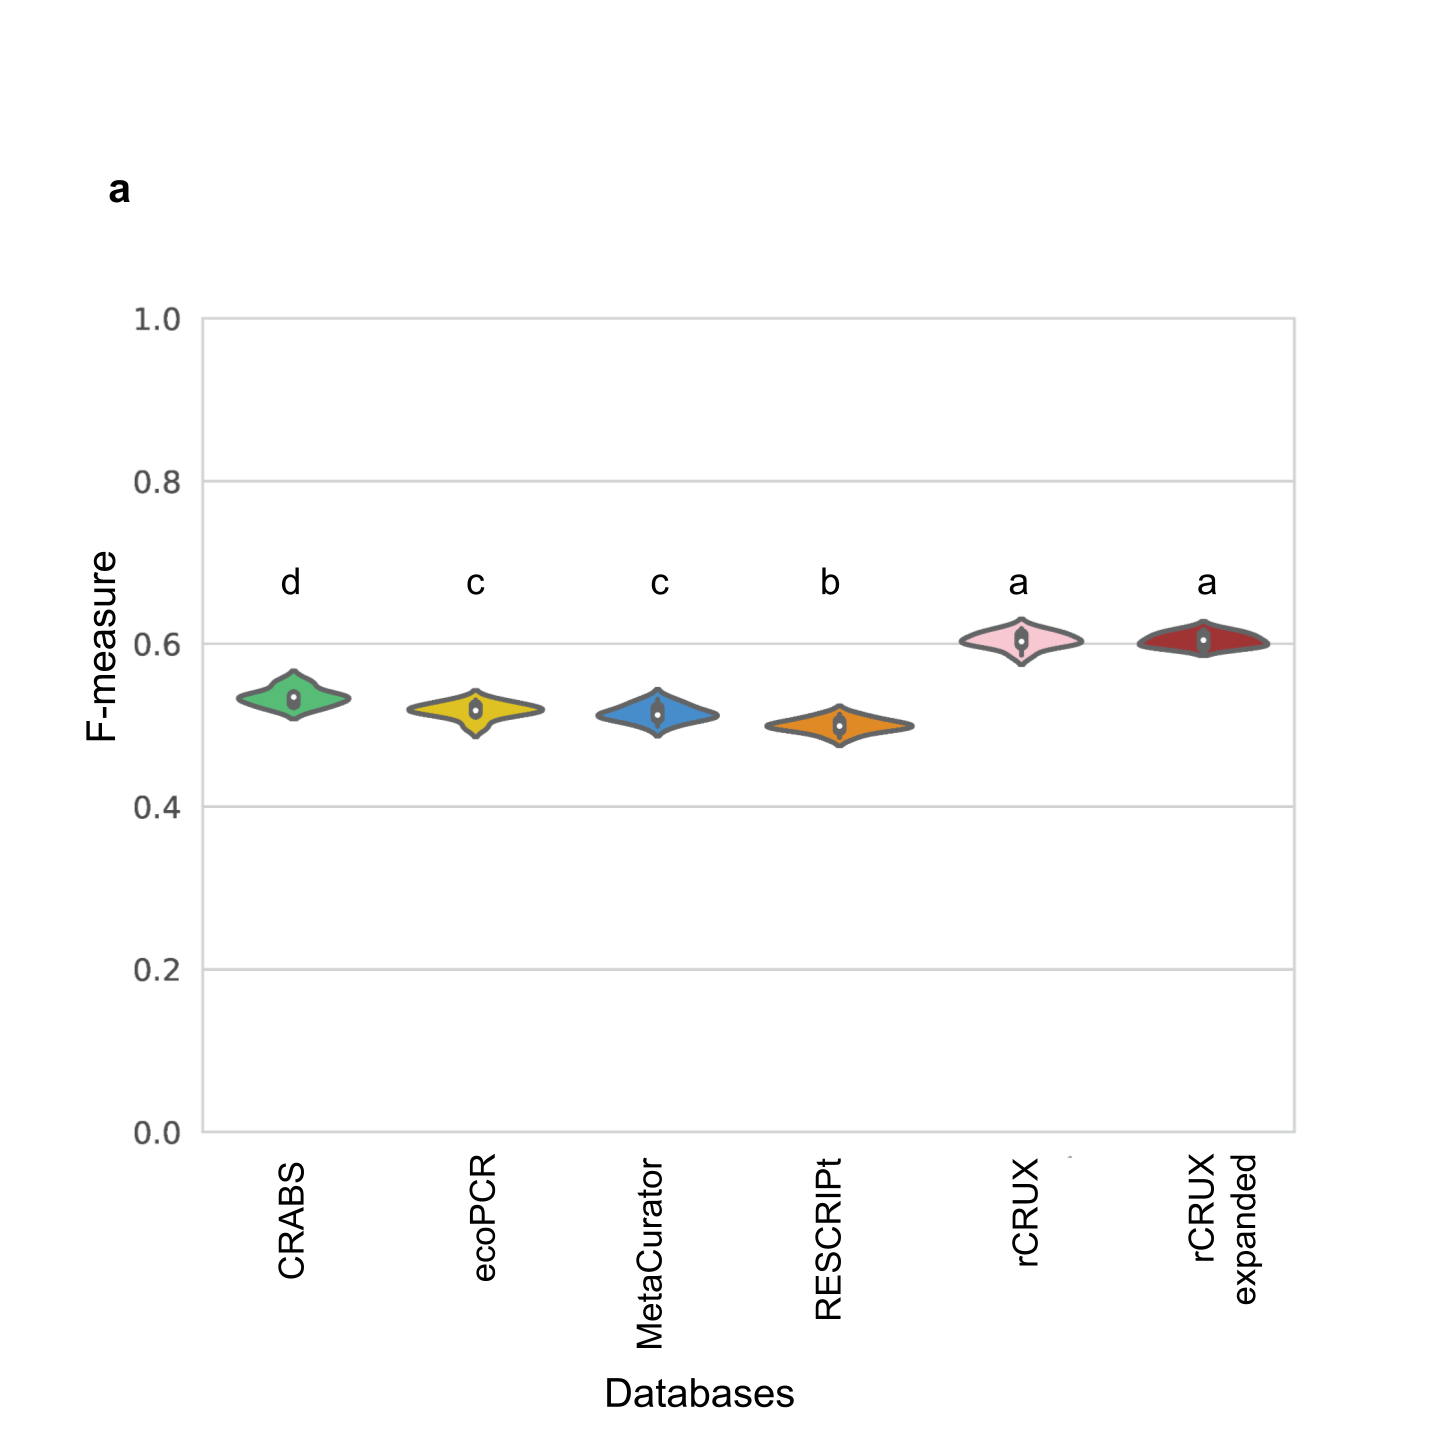 a
1.0
0.8
0.6
0.4
0.2
0.0
F-measure
d c c b a a
CRABS
ecoPCR
MetaCurator
RESCRIPt
rCRUX
rCRUX
expanded
Databases